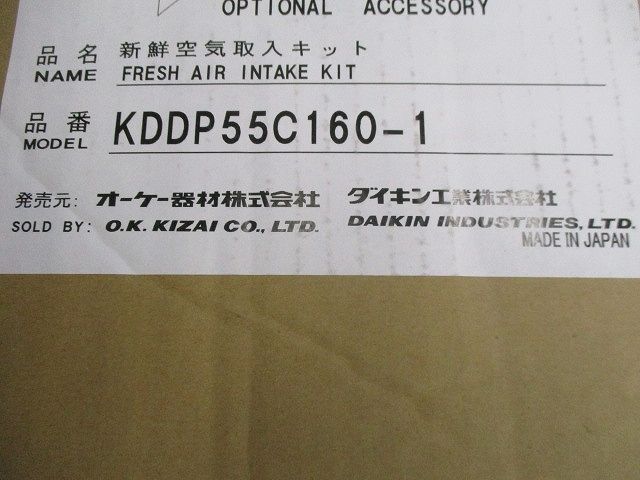 OPTIONAL ACCESSORY
品名 新鮮空気取入キット
NAME FRESH AIR INTAKE KIT
品番 KDDP55C160-1
MODEL
発売元: オーケー器材株式会社 ダイキン工業株式会社
SOLD BY: O.K. KIZAI CO., LTD. DAIKIN INDUSTRIES, LTD.
MADE IN JAPAN